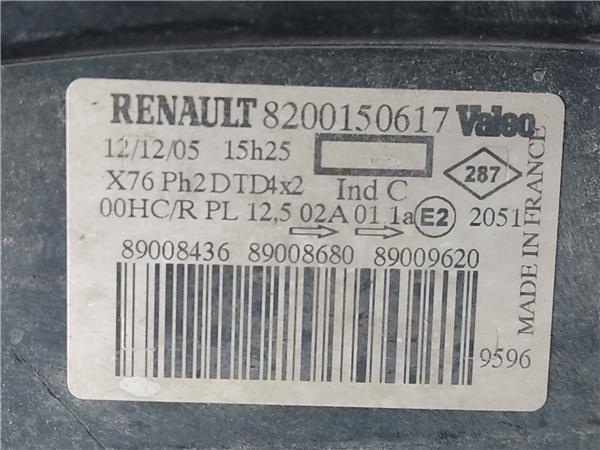 RENAULT 8200150617 Valeo
12/12/05 15h25
X76 Ph2 DTD4x2 Ind C
287
00HC/R PL 12,5 02A 01 1a E2 2051
MADE IN FRANCE
89008436 89008680 89009620
9596